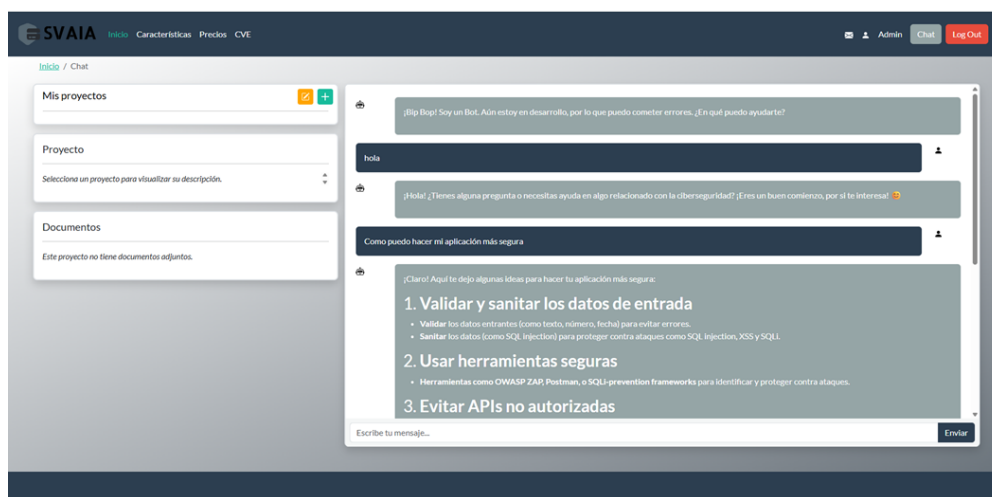 SVAIA Inicio Características Precios CVE Admin Chat Log Out
Inicio / Chat
Mis proyectos
Proyecto
Selecciona un proyecto para visualizar su descripción.
Documentos
Este proyecto no tiene documentos adjuntos.
¡Bip Bop! Soy un Bot. Aún estoy en desarrollo, por lo que puedo cometer errores. ¿En qué puedo ayudarte?
hola
¡Hola! ¿Tienes alguna pregunta o necesitas ayuda en algo relacionado con la ciberseguridad? ¡Eres un buen comienzo, por si te interesa! 😊
Como puedo hacer mi aplicación más segura
¡Claro! Aquí te dejo algunas ideas para hacer tu aplicación más segura:
1. Validar y sanitar los datos de entrada
• Validar los datos entrantes (como texto, número, fecha) para evitar errores.
• Sanitar los datos (como SQL injection) para proteger contra ataques como SQL injection, XSS y SQLI.
2. Usar herramientas seguras
• Herramientas como OWASP ZAP, Postman, o SQLi-prevention frameworks para identificar y proteger contra ataques.
3. Evitar APIs no autorizadas
Escribe tu mensaje... Enviar